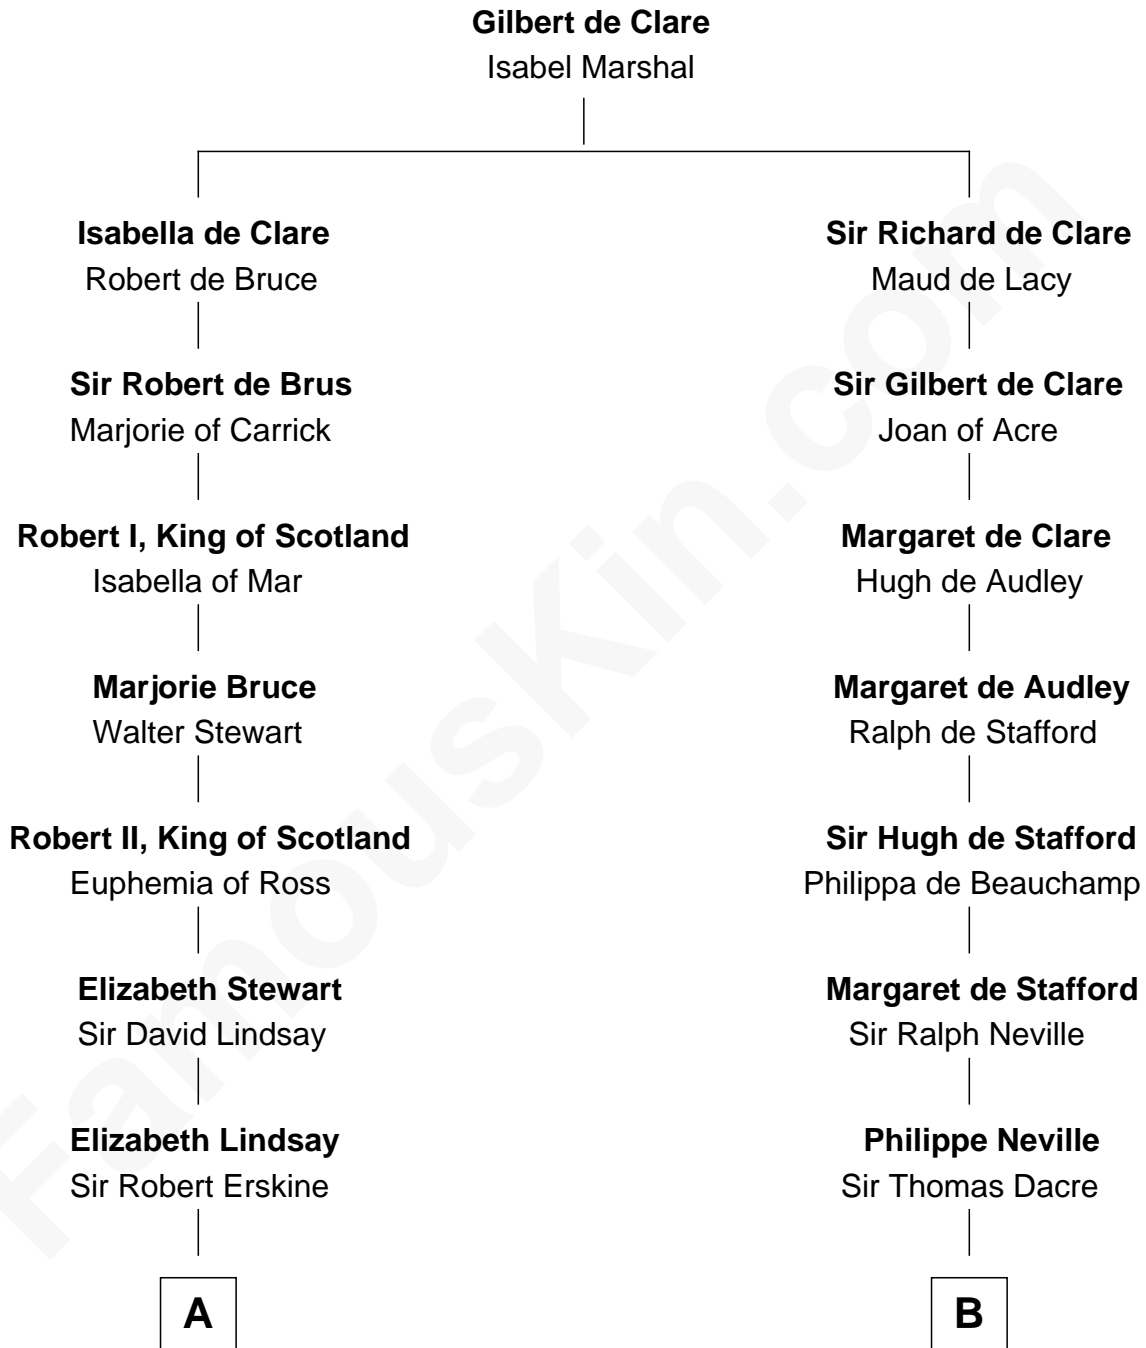 Gilbert de Clare
Isabel Marshal
Isabella de Clare
Robert de Bruce
Sir Richard de Clare
Maud de Lacy
Sir Robert de Brus
Marjorie of Carrick
Sir Gilbert de Clare
Joan of Acre
Robert I, King of Scotland
Isabella of Mar
Margaret de Clare
Hugh de Audley
Marjorie Bruce
Walter Stewart
Margaret de Audley
Ralph de Stafford
Robert II, King of Scotland
Euphemia of Ross
Sir Hugh de Stafford
Philippa de Beauchamp
Elizabeth Stewart
Sir David Lindsay
Margaret de Stafford
Sir Ralph Neville
Elizabeth Lindsay
Sir Robert Erskine
Philippe Neville
Sir Thomas Dacre
A
B
FamousKin.com